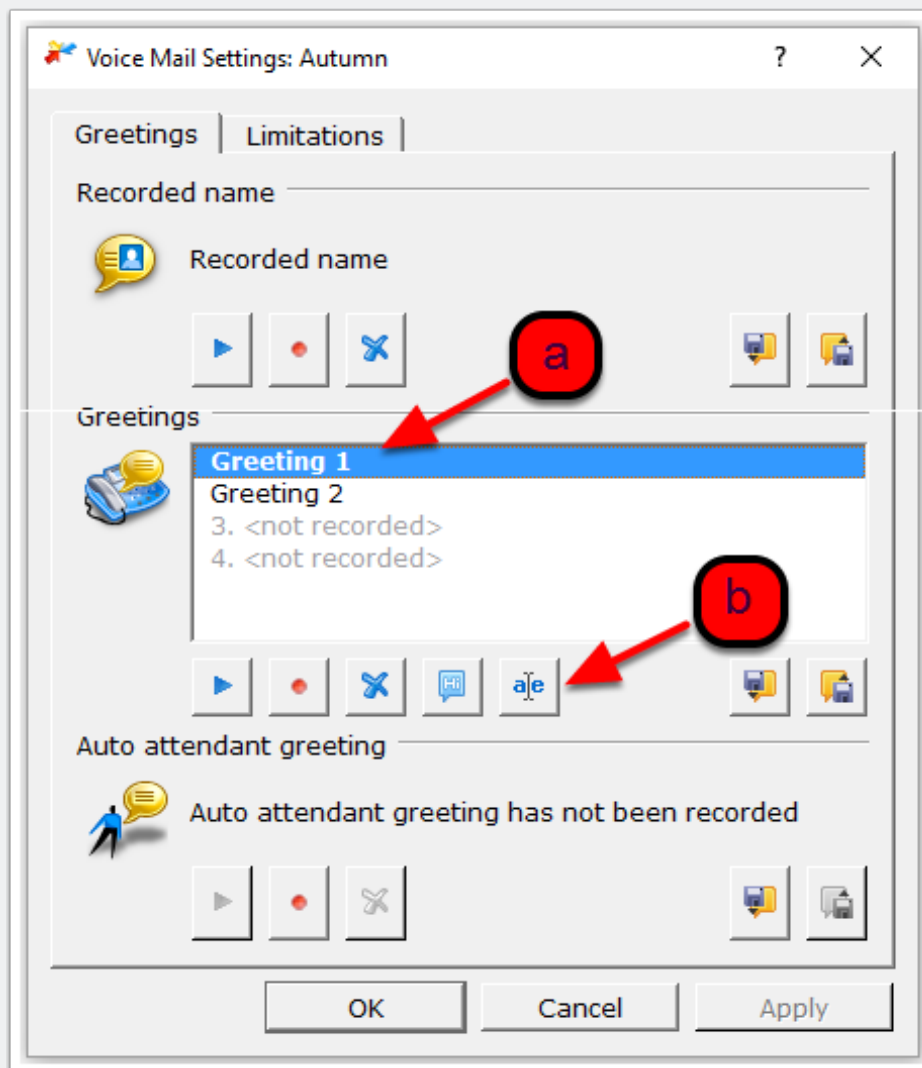 Voice Mail Settings: Autumn ?
Greetings Limitations
Recorded name
Recorded name
a
Greetings
Greeting 1
Greeting 2
3. <not recorded>
4. <not recorded>
b
Hi a|e
Auto attendant greeting
Auto attendant greeting has not been recorded
OK Cancel Apply